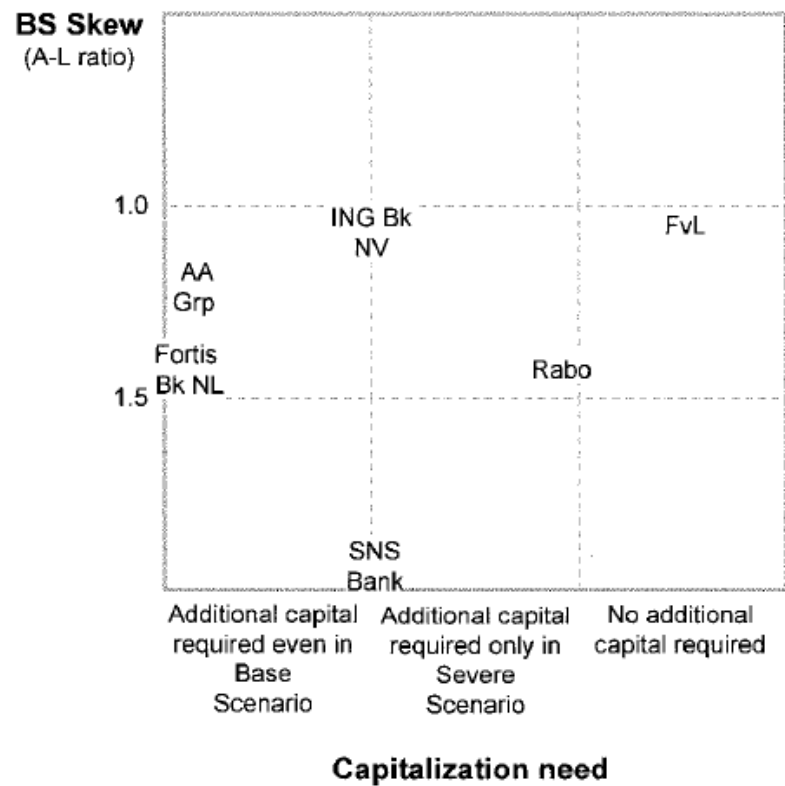 BS Skew
(A-L ratio)
1.0
ING Bk
NV
FvL
AA
Grp
Fortis
Bk NL
Rabo
1.5
SNS
Bank
Additional capital
required even in
Base
Scenario
Additional capital
required only in
Severe
Scenario
No additional
capital required
Capitalization need